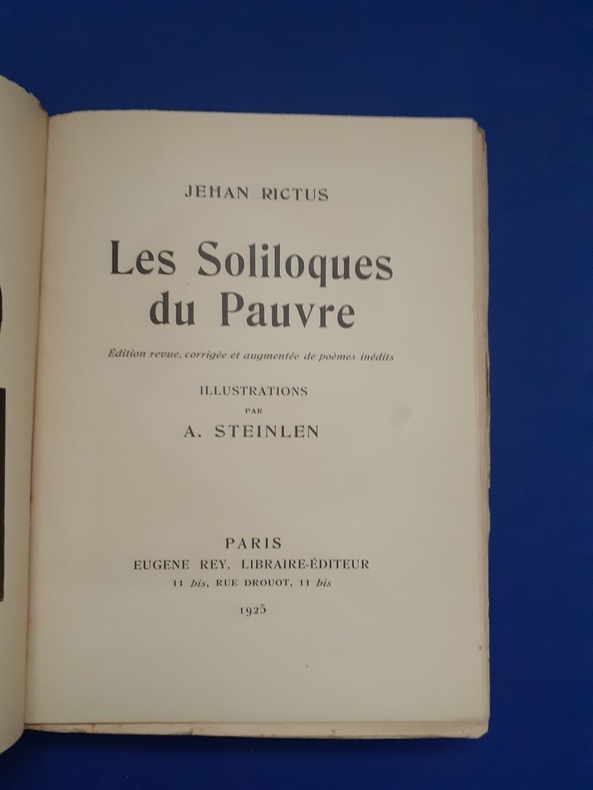 JEHAN RICTUS
Les Soliloques
du Pauvre
Édition revue, corrigée et augmentée de poèmes inédits
ILLUSTRATIONS
PAR
A. STEINLEN
PARIS
EUGENE REY, LIBRAIRE-ÉDITEUR
11 bis, RUE DROUOT, 11 bis
1925